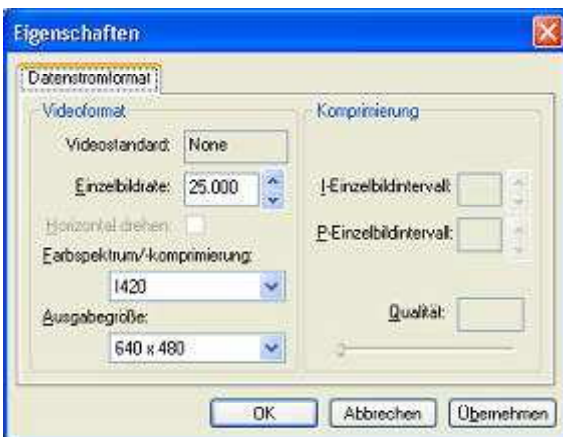 Eigenschaften
Datenstromformat
Videoformat
Videostandard: None
Einzelbildrate: 25.000
Horizontal drehen:
Farbspektrum/-komprimierung:
I420
Ausgabegröße:
640 x 480
Komprimierung
I-Einzelbildintervall:
P-Einzelbildintervall:
Qualität:
OK Abbrechen Übernehmen